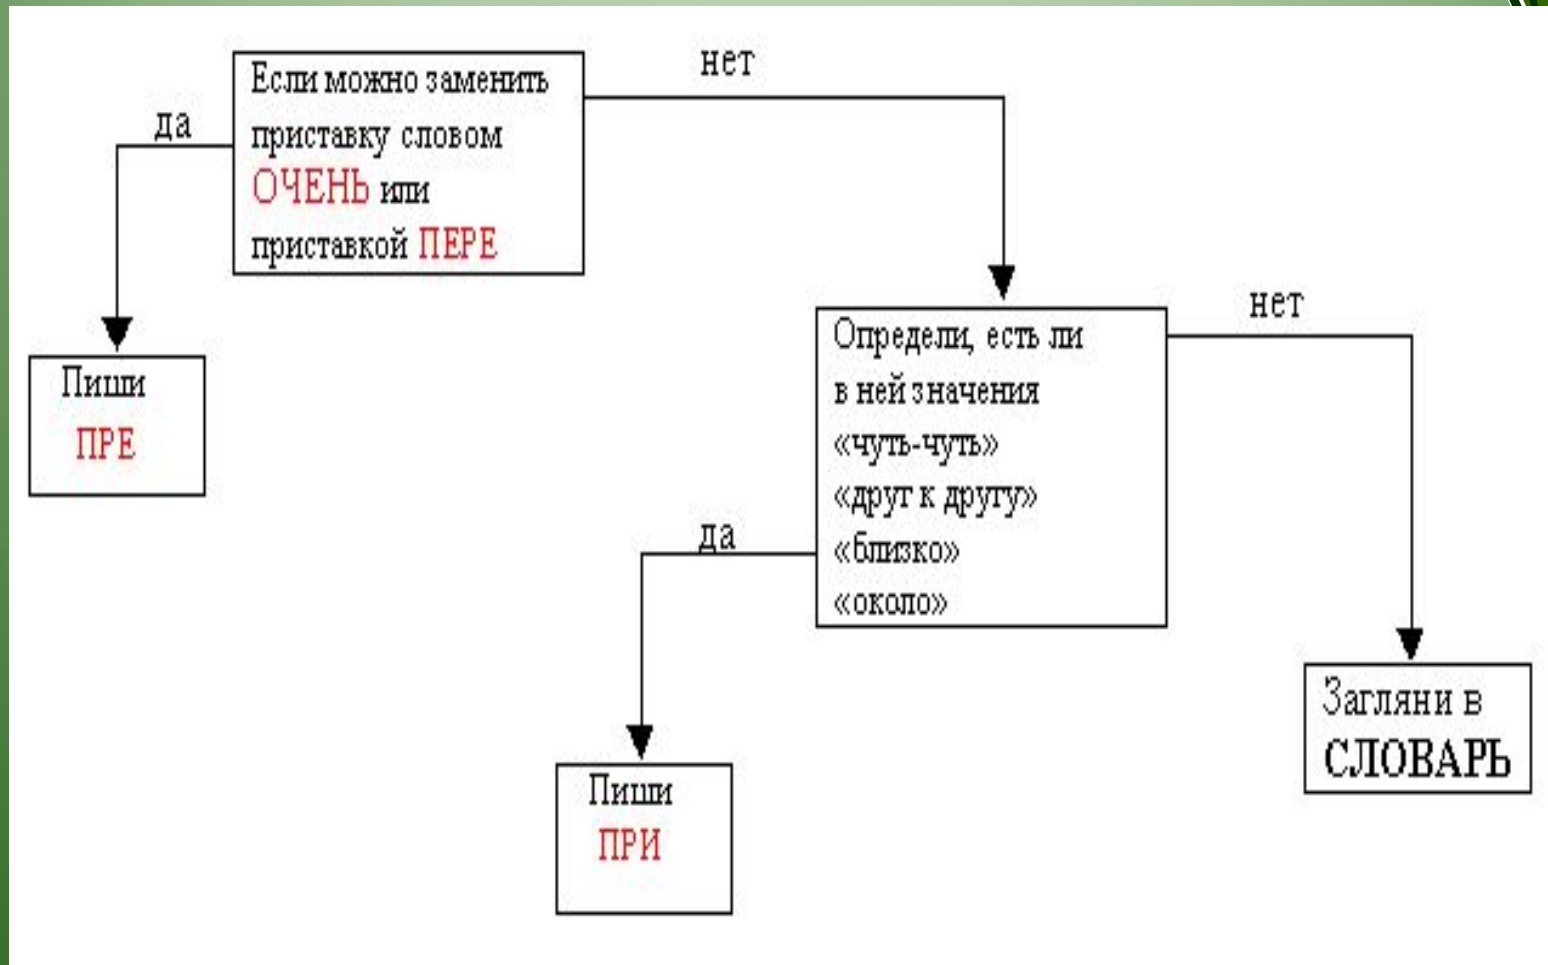 нет
да
Если можно заменить
приставку словом
ОЧЕНЬ или
приставкой ПЕРЕ
Пиши
ПРЕ
нет
Определи, есть ли
в ней значения
«чуть-чуть»
«друг к другу»
«близко»
«около»
да
Загляни в
СЛОВАРЬ
Пиши
ПРИ